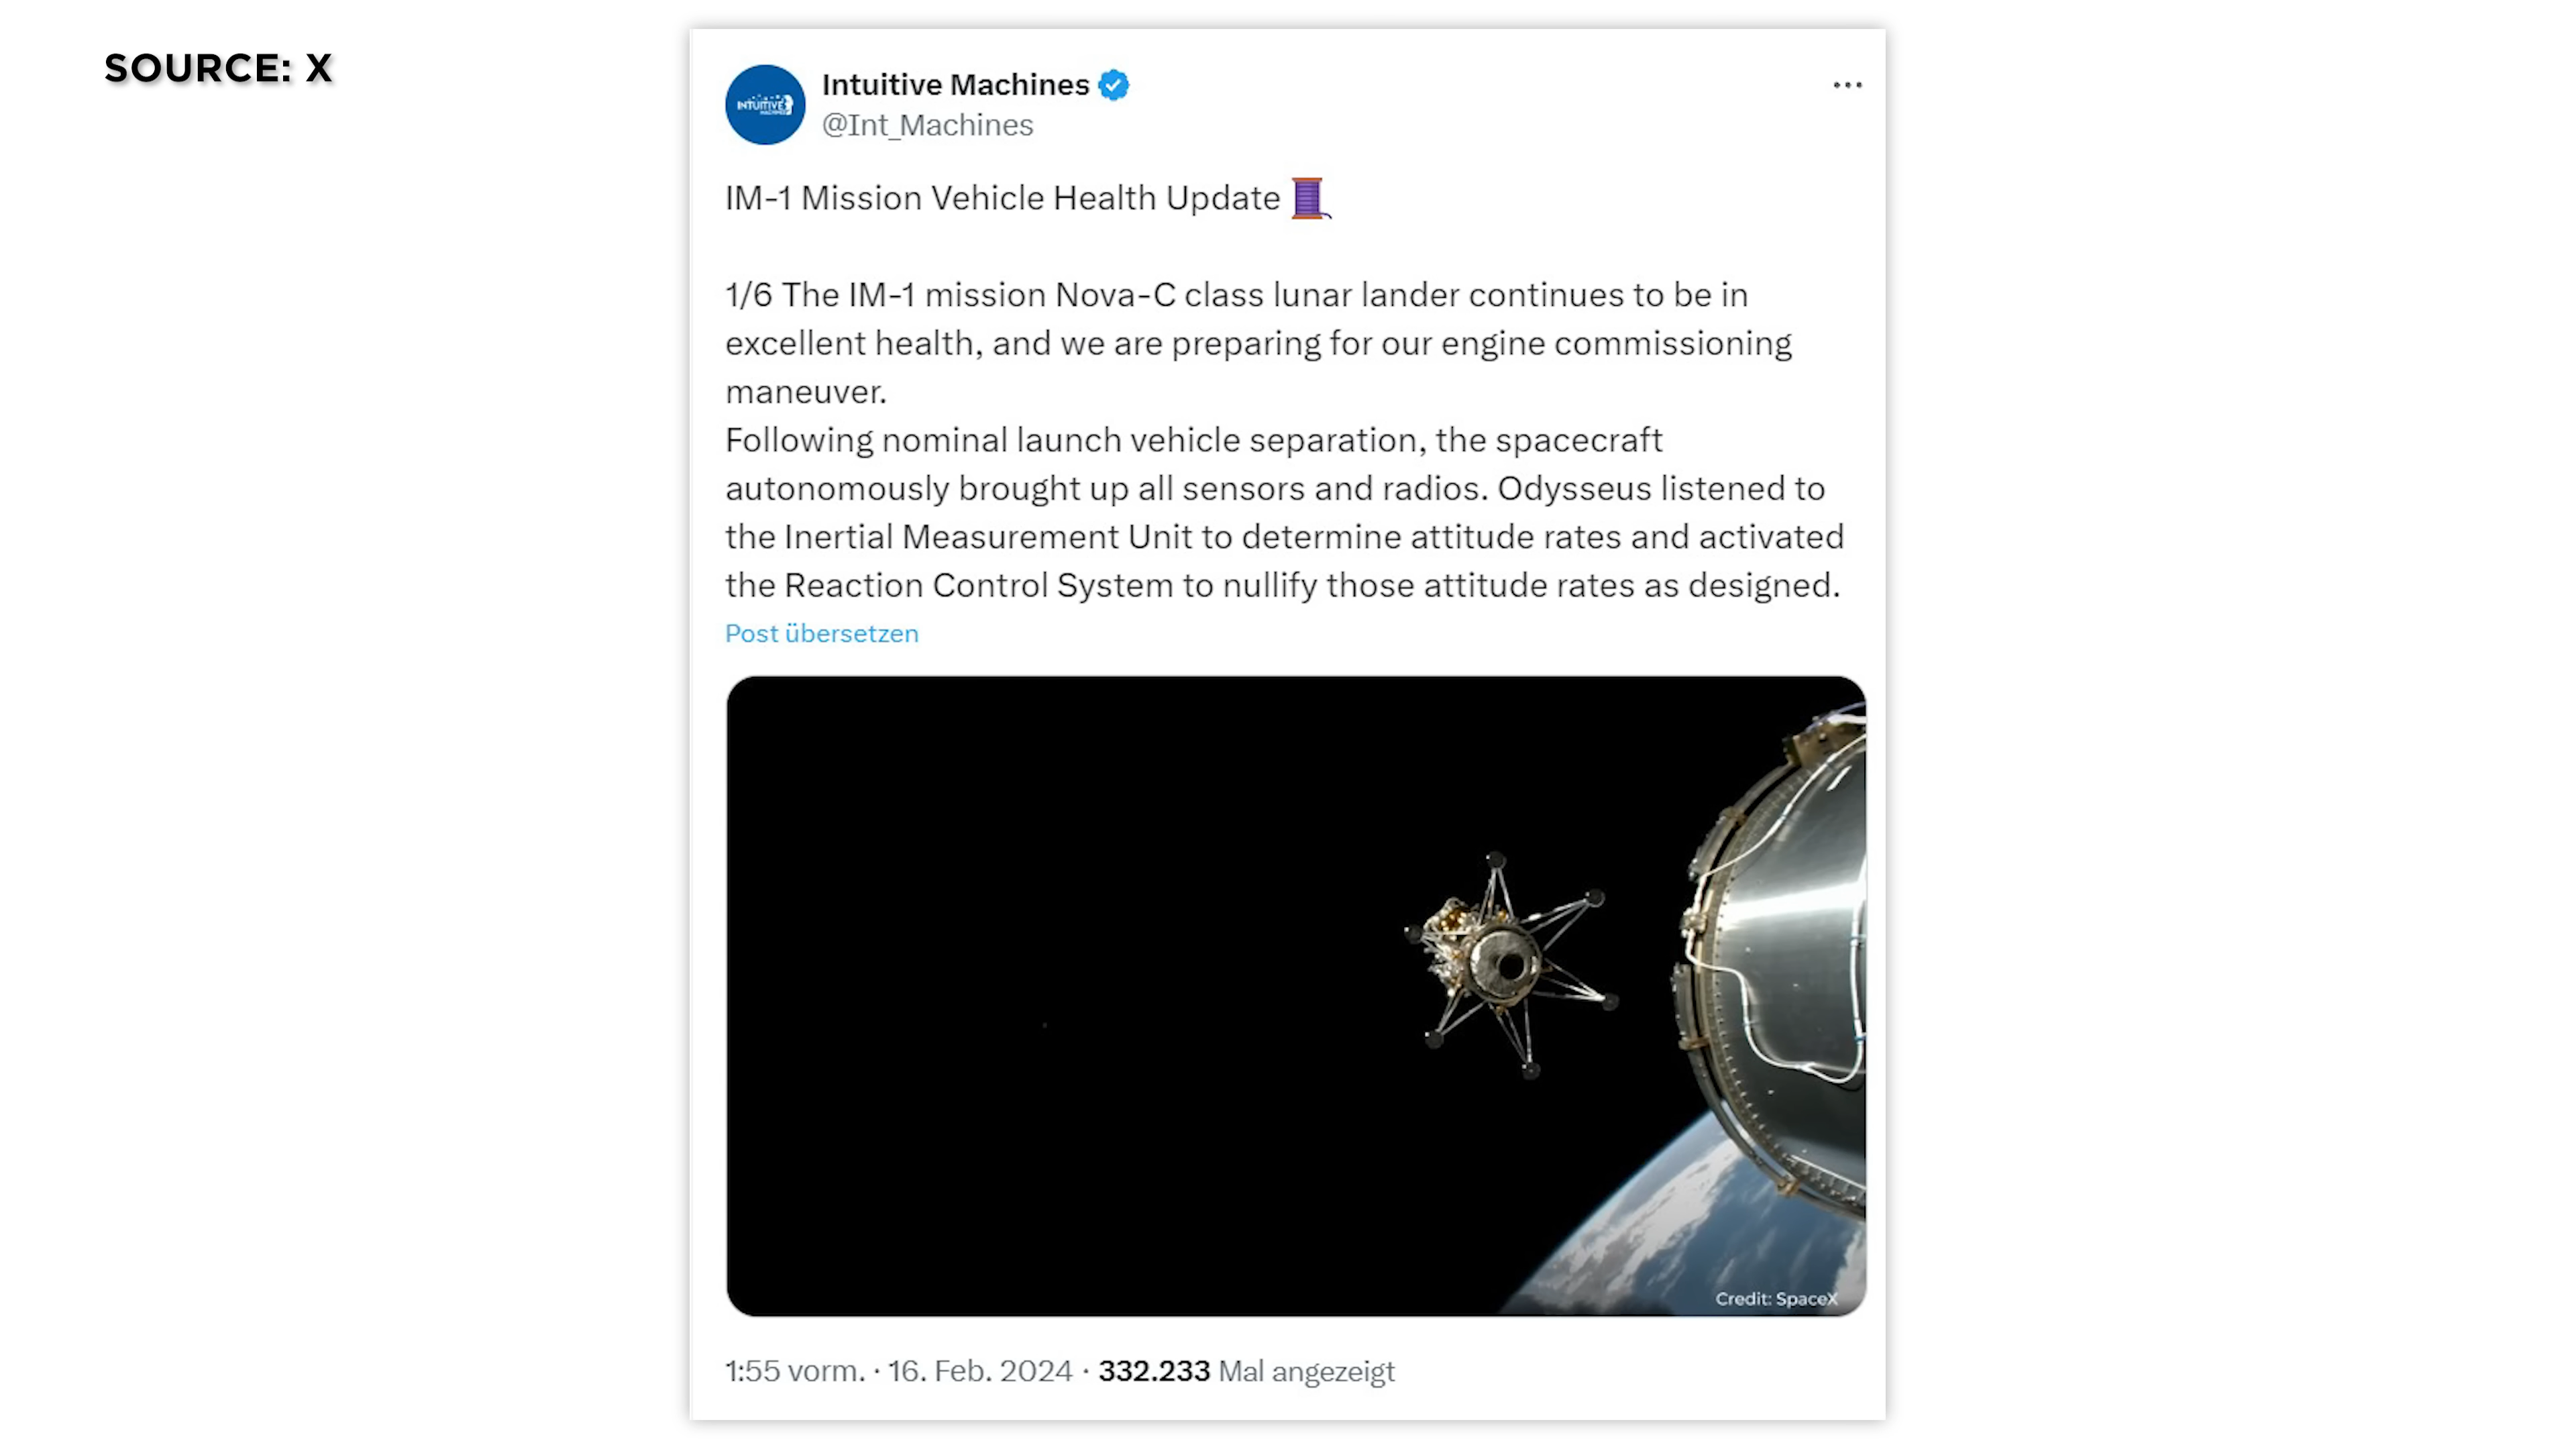 SOURCE: X
INTUITIVE
MACHINES
Intuitive Machines
@Int_Machines
IM-1 Mission Vehicle Health Update
1/6 The IM-1 mission Nova-C class lunar lander continues to be in
excellent health, and we are preparing for our engine commissioning
maneuver.
Following nominal launch vehicle separation, the spacecraft
autonomously brought up all sensors and radios. Odysseus listened to
the Inertial Measurement Unit to determine attitude rates and activated
the Reaction Control System to nullify those attitude rates as designed.
Post übersetzen
Credit: SpaceX
1:55 vorm. · 16. Feb. 2024 · 332.233 Mal angezeigt